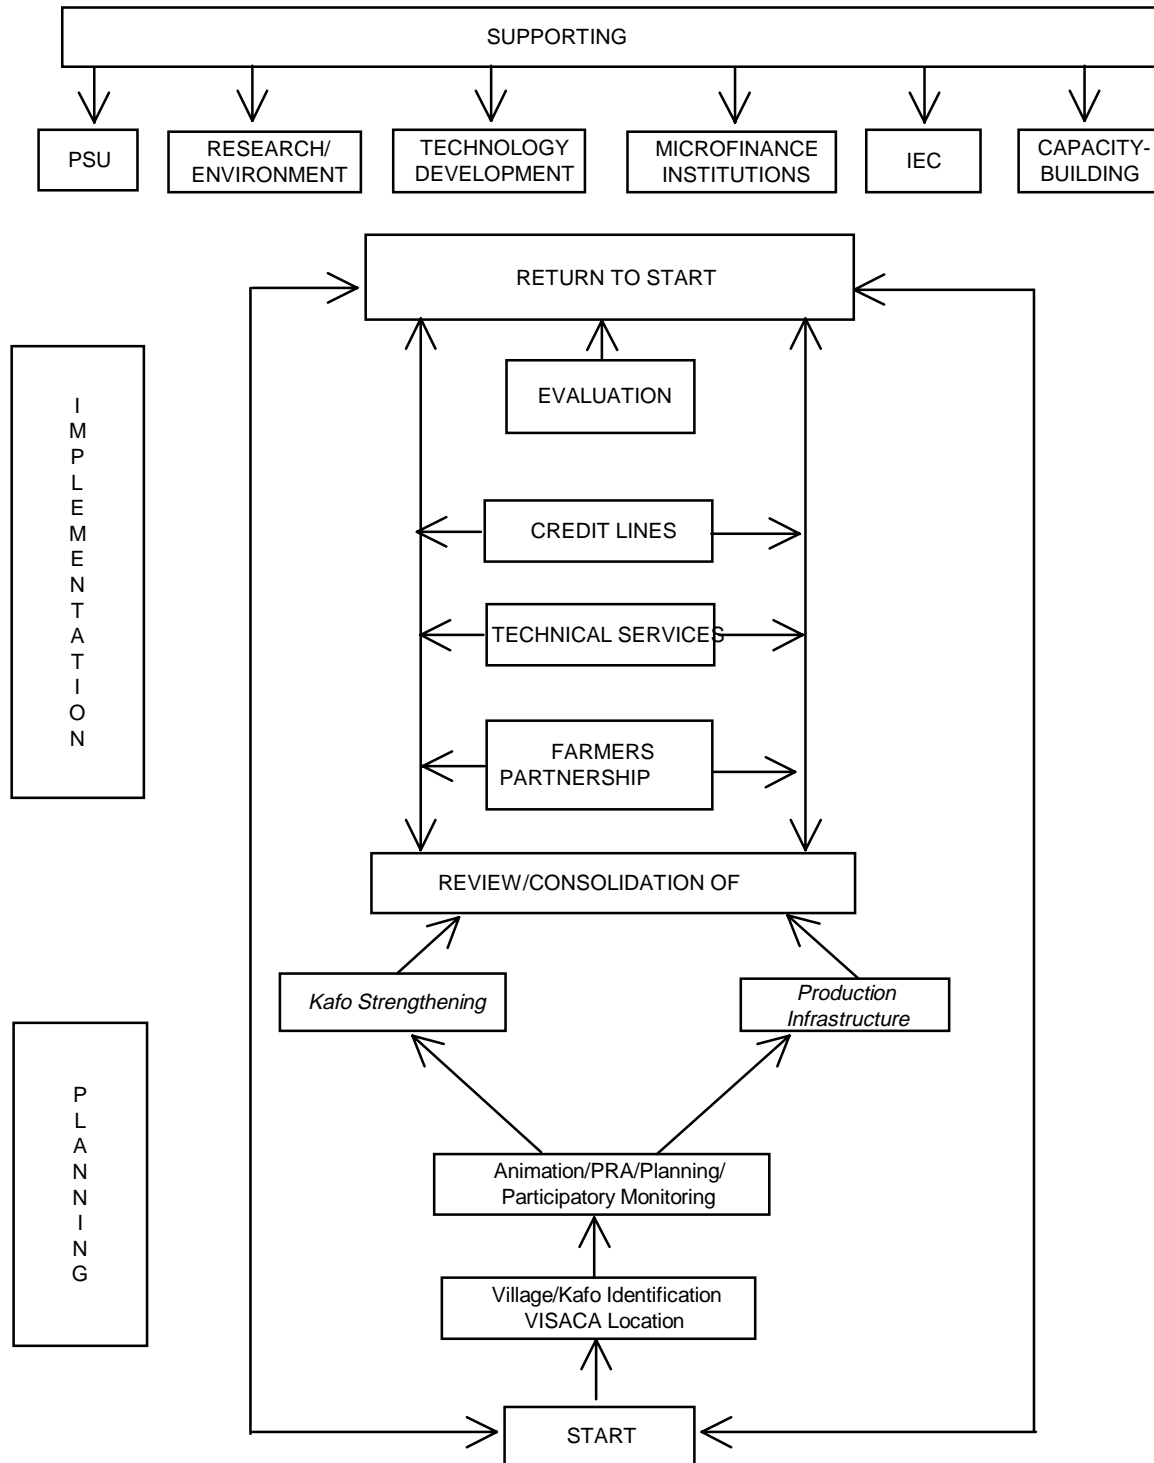 SUPPORTING
PSU
RESEARCH/
ENVIRONMENT
TECHNOLOGY
DEVELOPMENT
MICROFINANCE
INSTITUTIONS
IEC
CAPACITY-
BUILDING
RETURN TO START
EVALUATION
I
M
P
L
E
M
E
N
T
A
T
I
O
N
CREDIT LINES
TECHNICAL SERVICES
FARMERS
PARTNERSHIP
REVIEW/CONSOLIDATION OF
Kafo Strengthening
Production
Infrastructure
P
L
A
N
N
I
N
G
Animation/PRA/Planning/
Participatory Monitoring
Village/Kafo Identification
VISACA Location
START